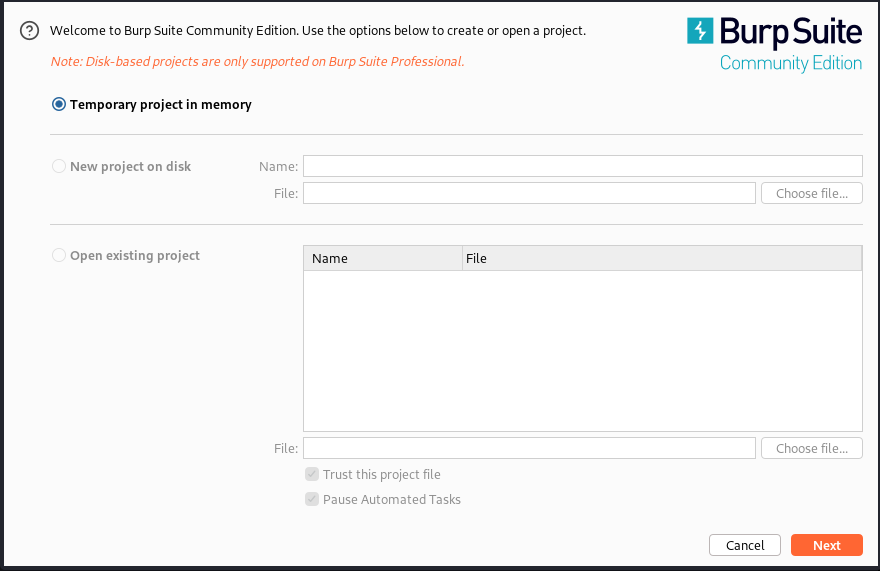 Welcome to Burp Suite Community Edition. Use the options below to create or open a project.
Burp Suite
Community Edition
Note: Disk-based projects are only supported on Burp Suite Professional.
Temporary project in memory
New project on disk
Name:
File:
Choose file...
Open existing project
Name
File
File:
Choose file...
Trust this project file
Pause Automated Tasks
Cancel
Next